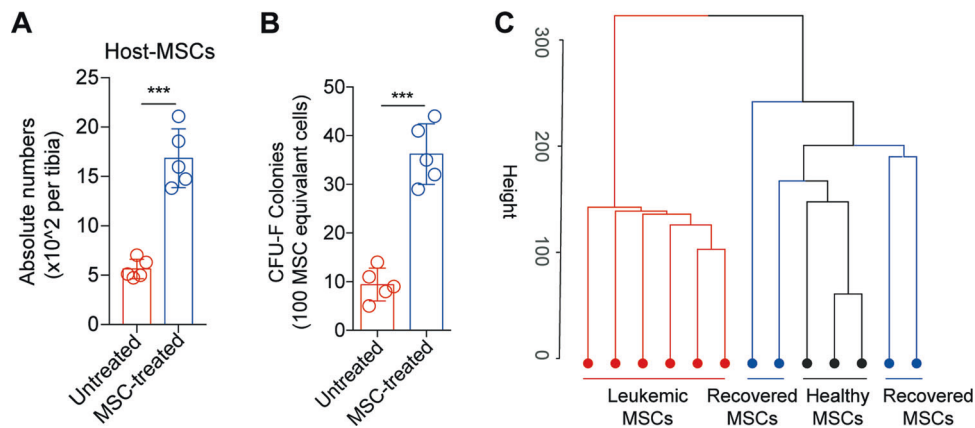 A
Host-MSCs
Absolute numbers
(x10^2 per tibia)
25
20
15
10
5
0
***
Untreated
MSC-treated
B
CFU-F Colonies
(100 MSC equivalant cells)
50
40
30
20
10
0
***
Untreated
MSC-treated
C
Height
300
200
100
0
Leukemic
MSCs
Recovered
MSCs
Healthy
MSCs
Recovered
MSCs